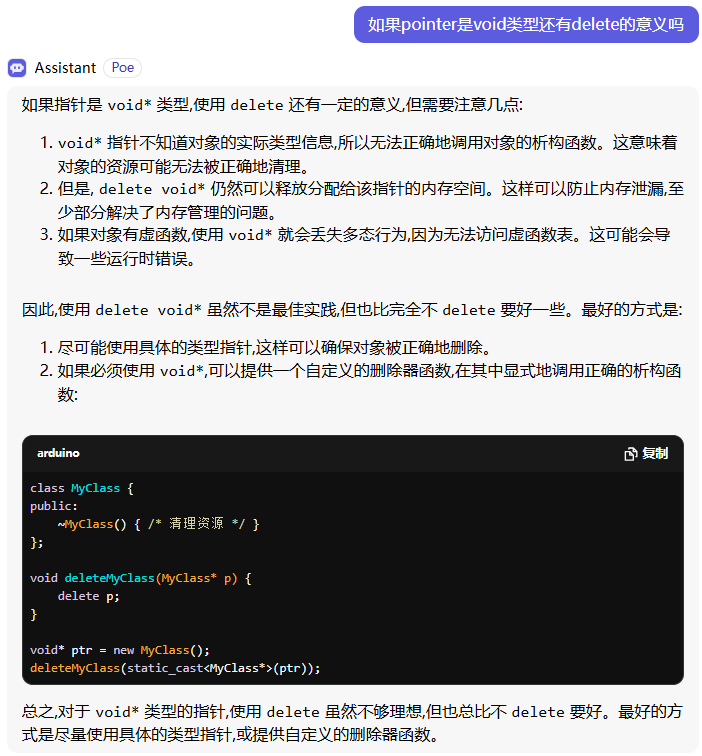 如果pointer是void类型还有delete的意义吗
Assistant Poe
如果指针是 void* 类型,使用 delete 还有一定的意义,但需要注意几点:
1. void* 指针不知道对象的实际类型信息,所以无法正确地调用对象的析构函数。这意味着
对象的资源可能无法被正确地清理。
2. 但是, delete void* 仍然可以释放分配给该指针的内存空间。这样可以防止内存泄漏,至
少部分解决了内存管理的问题。
3. 如果对象有虚函数,使用 void* 就会丢失多态行为,因为无法访问虚函数表。这可能会导
致一些运行时错误。
因此,使用 delete void* 虽然不是最佳实践,但也比完全不 delete 要好一些。最好的方式是:
1. 尽可能使用具体的类型指针,这样可以确保对象被正确地删除。
2. 如果必须使用 void*,可以提供一个自定义的删除器函数,在其中显式地调用正确的析构函
数:
arduino 复制
class MyClass {
public:
    ~MyClass() { /* 清理资源 */ }
};
void deleteMyClass(MyClass* p) {
    delete p;
}
void* ptr = new MyClass();
deleteMyClass(static_cast<MyClass*>(ptr));
总之,对于 void* 类型的指针,使用 delete 虽然不够理想,但也总比不 delete 要好。最好的方
式是尽量使用具体的类型指针,或提供自定义的删除器函数。